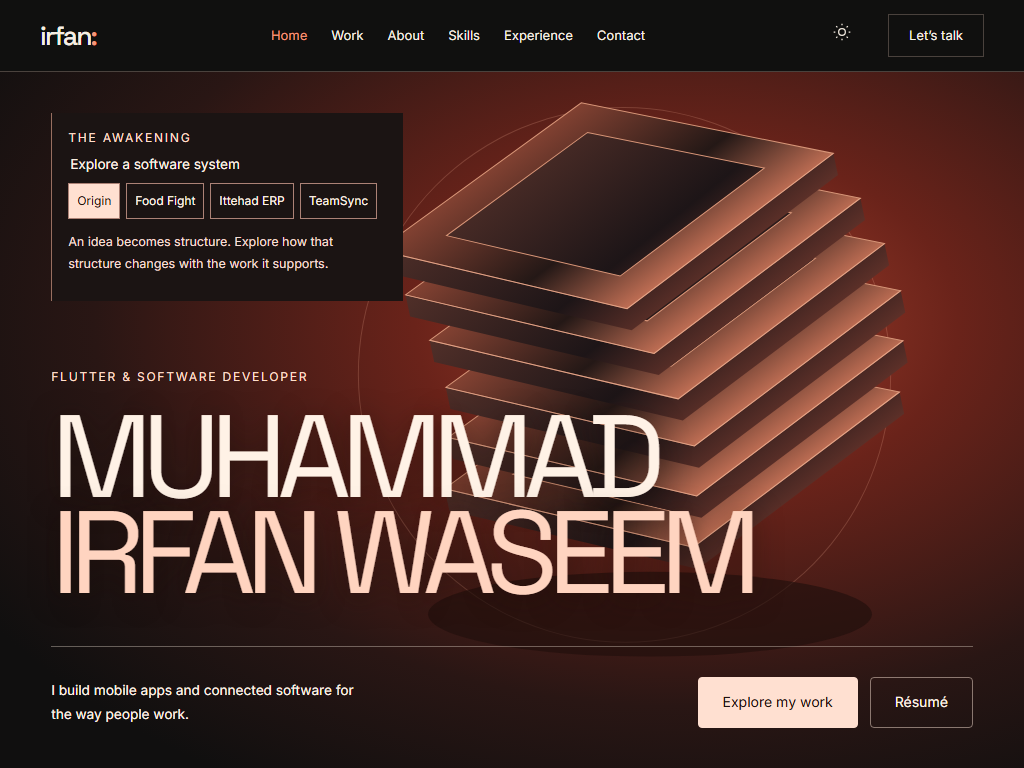 irfan:
Home
Work
About
Skills
Experience
Contact
Let's talk
THE AWAKENING
Explore a software system
Origin
Food Fight
Ittehad ERP
TeamSync
An idea becomes structure. Explore how that
structure changes with the work it supports.
FLUTTER & SOFTWARE DEVELOPER
MUHAMMAD
IRFAN WASEEM
I build mobile apps and connected software for
the way people work.
Explore my work
Résumé